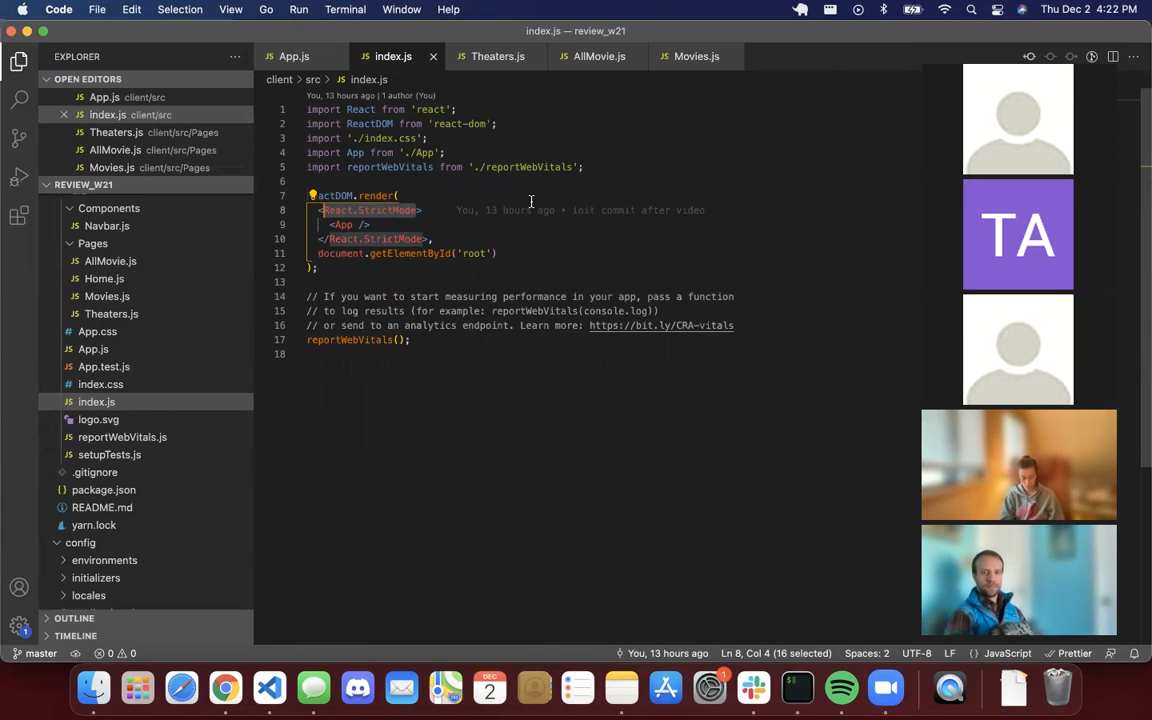 Code File Edit Selection View Go Run Terminal Window Help Thu Dec 2 4:22 PM
index.js — review_w21
EXPLORER
OPEN EDITORS
App.js client/src
index.js client/src
Theaters.js client/src/Pages
AllMovie.js client/src/Pages
Movies.js client/src/Pages
REVIEW_W21
Components
Navbar.js
Pages
AllMovie.js
Home.js
Movies.js
Theaters.js
App.css
App.js
App.test.js
index.css
index.js
logo.svg
reportWebVitals.js
setupTests.js
.gitignore
package.json
README.md
yarn.lock
config
environments
initializers
locales
OUTLINE
TIMELINE
App.js index.js Theaters.js AllMovie.js Movies.js
client > src > index.js
You, 13 hours ago | 1 author (You)
1 import React from 'react';
2 import ReactDOM from 'react-dom';
3 import './index.css';
4 import App from './App';
5 import reportWebVitals from './reportWebVitals';
6
7 actDOM.render(
8 <React.StrictMode> You, 13 hours ago • init commit after video
9 <App />
10 </React.StrictMode>,
11 document.getElementById('root')
12 );
13
14 // If you want to start measuring performance in your app, pass a function
15 // to log results (for example: reportWebVitals(console.log))
16 // or send to an analytics endpoint. Learn more: https://bit.ly/CRA-vitals
17 reportWebVitals();
18
TA
master 0 0 You, 13 hours ago Ln 8, Col 4 (16 selected) Spaces: 2 UTF-8 LF {} JavaScript Prettier
1
DEC
2
1